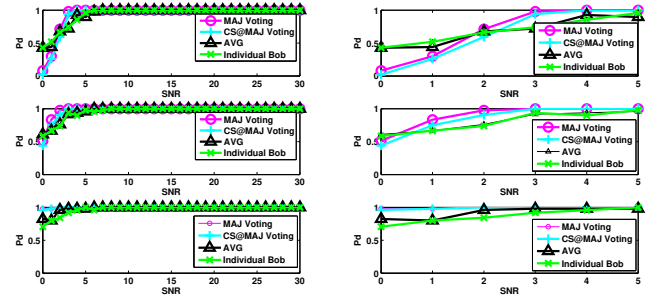 1
0.5
0
Pd
MAJ Voting
CS@MAJ Voting
AVG
Individual Bob
0 5 10 15 20 25 30
SNR
1
0.5
0
Pd
MAJ Voting
CS@MAJ Voting
AVG
Individual Bob
0 1 2 3 4 5
SNR
1
0.5
0
Pd
MAJ Voting
CS@MAJ Voting
AVG
Individual Bob
0 5 10 15 20 25 30
SNR
1
0.5
0
Pd
MAJ Voting
CS@MAJ Voting
AVG
Individual Bob
0 1 2 3 4 5
SNR
1
0.5
0
Pd
MAJ Voting
CS@MAJ Voting
AVG
Individual Bob
0 5 10 15 20 25 30
SNR
1
0.5
0
Pd
MAJ Voting
CS@MAJ Voting
AVG
Individual Bob
0 1 2 3 4 5
SNR